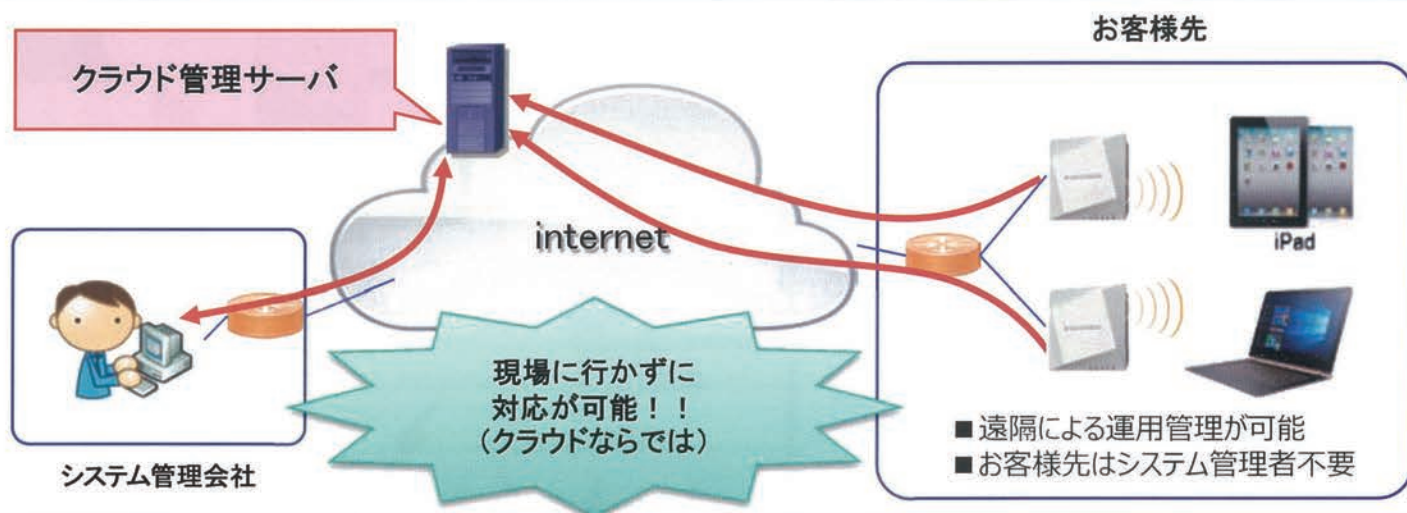 お客様先
クラウド管理サーバ
internet
iPad
現場に行かずに
対応が可能！！
（クラウドならでは）
システム管理会社
■遠隔による運用管理が可能
■お客様先はシステム管理者不要